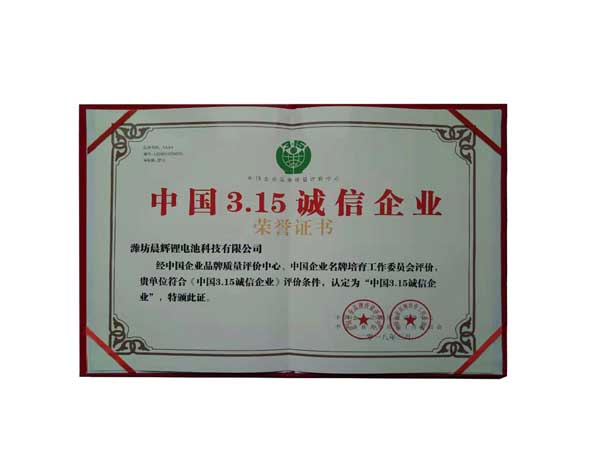 中国3.15诚信企业
荣誉证书
潍坊晨辉锂电池科技有限公司
经中国企业品牌质量评价中心、中国企业名牌培育工作委员会评价，
贵单位符合《中国3.15诚信企业》评价条件，认定为“中国3.15诚信企
业”，特颁此证。